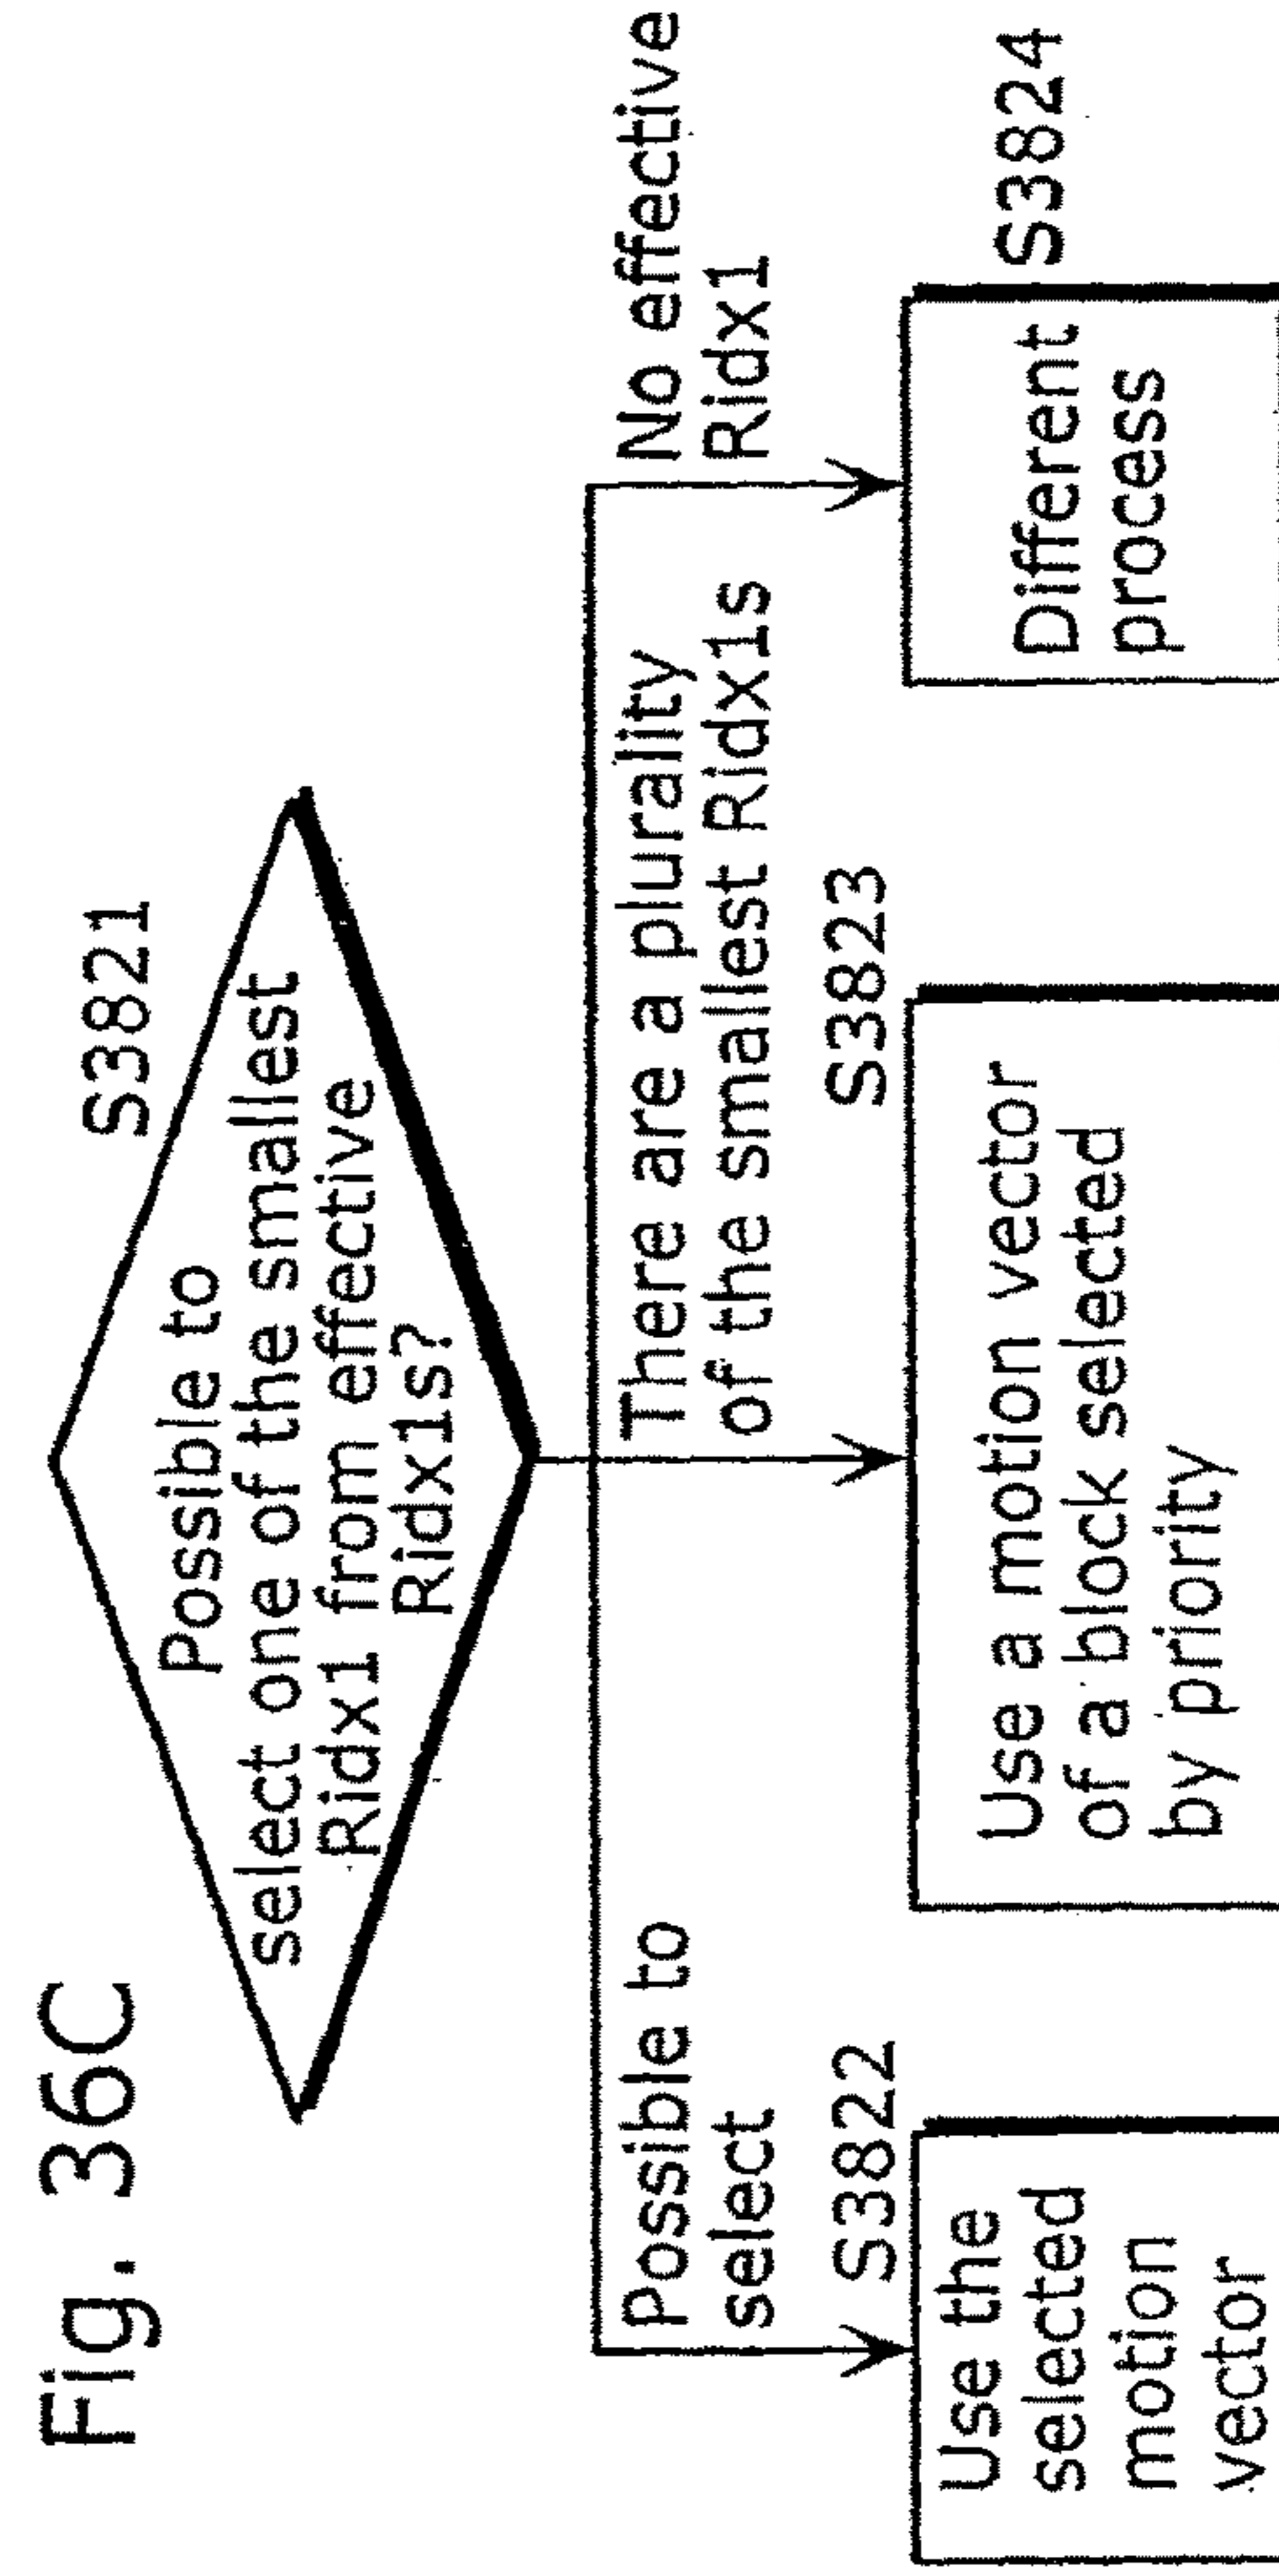 Fig. 36C
S3821
Possible to
select one of the smallest
Ridx1 from effective
Ridx1s?
Possible to
select
There are a plurality
of the smallest Ridx1s
No effective
Ridx1
S3822
Use the
selected
motion
vector
S3823
Use a motion vector
of a block selected
by priority
S3824
Different
process